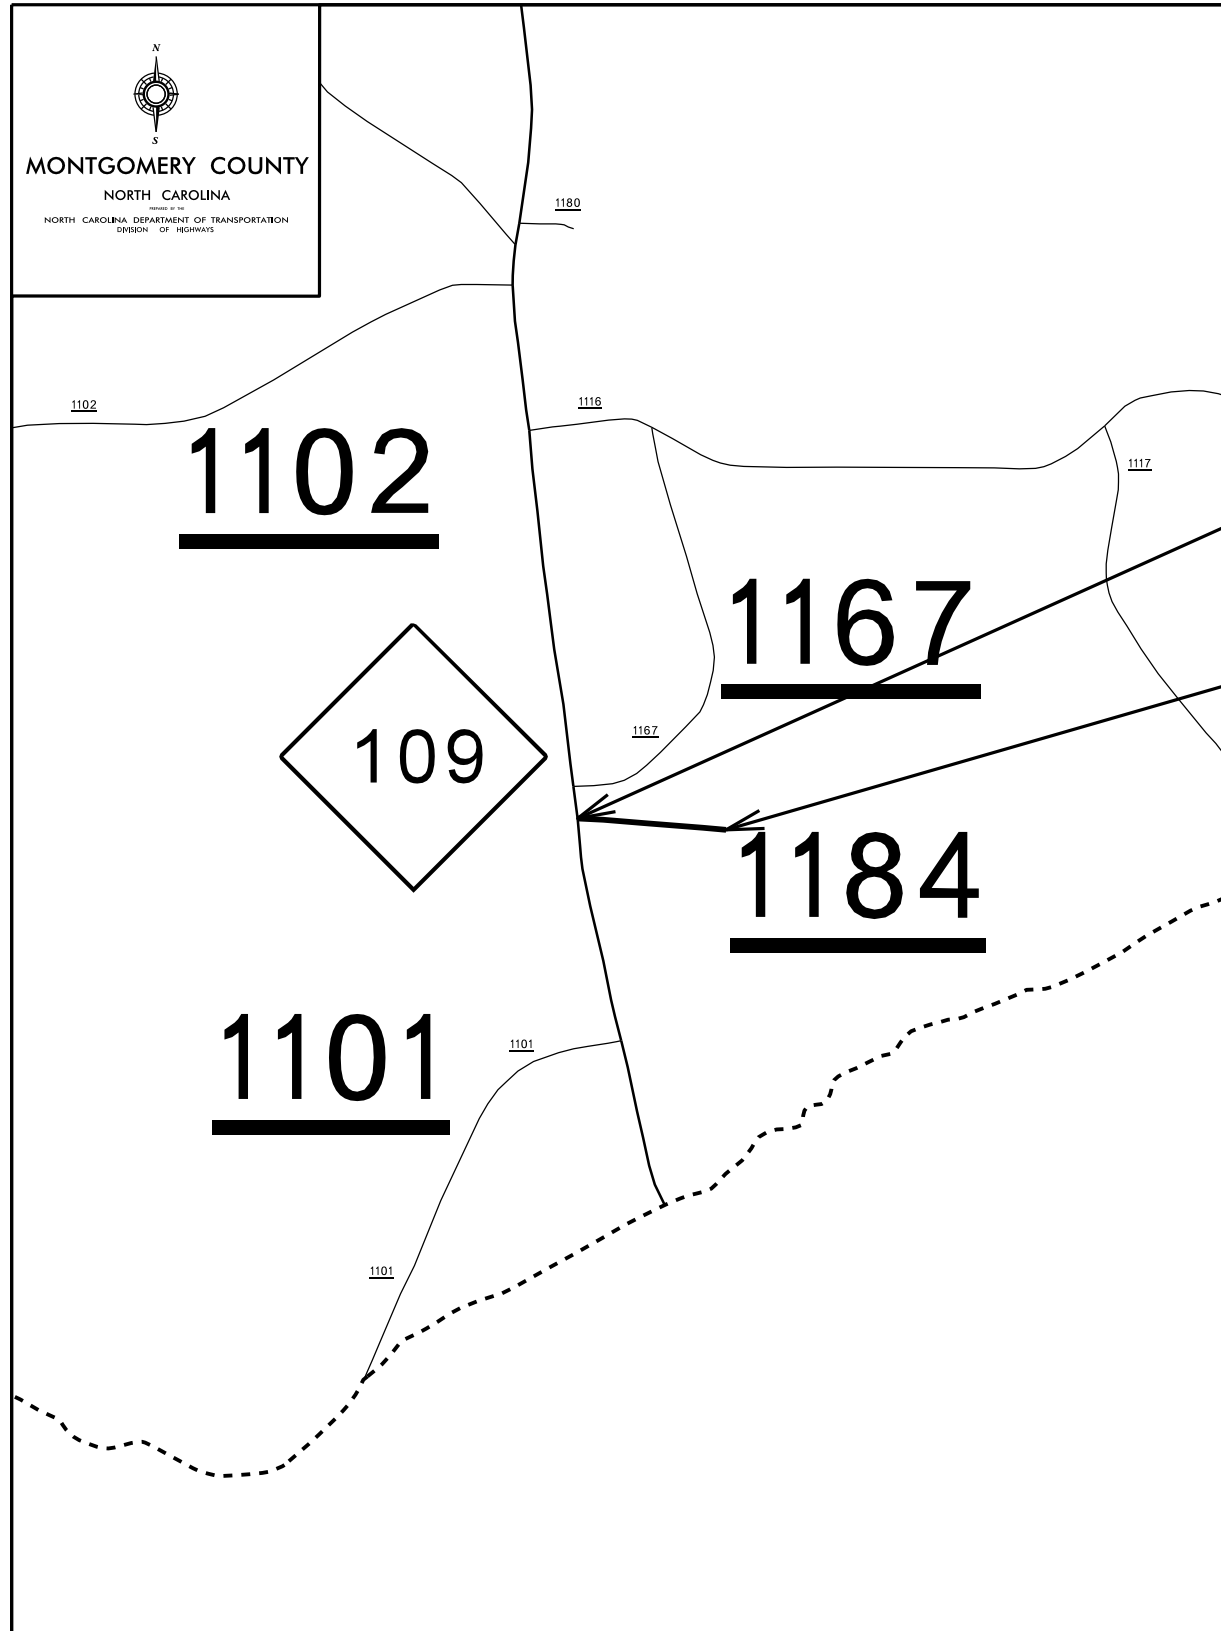 N
S
MONTGOMERY COUNTY
NORTH CAROLINA
PREPARED BY THE
NORTH CAROLINA DEPARTMENT OF TRANSPORTATION
DIVISION OF HIGHWAYS
1180
1102
1116
1102
1117
1167
1167
109
1184
1101
1101
1101